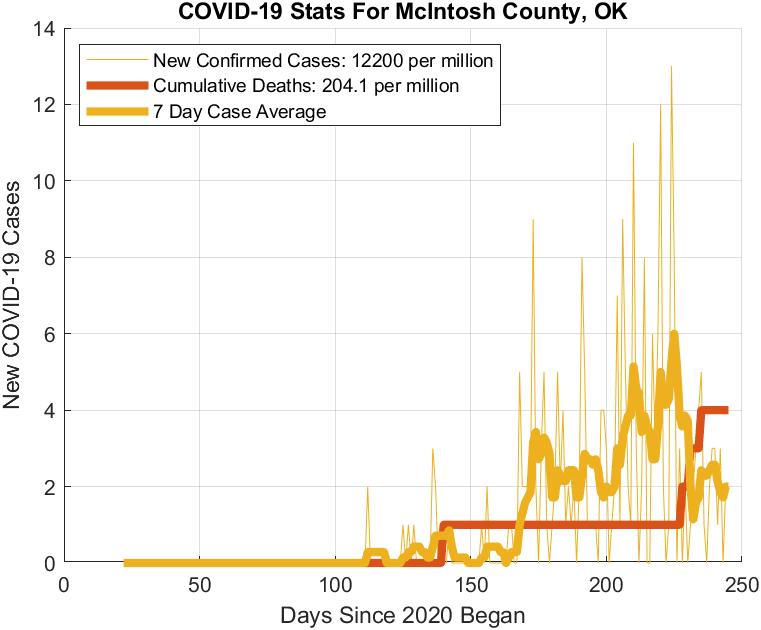 COVID-19 Stats For McIntosh County, OK
New Confirmed Cases: 12200 per million
Cumulative Deaths: 204.1 per million
7 Day Case Average
New COVID-19 Cases
14
12
10
8
6
4
2
0
0 50 100 150 200 250
Days Since 2020 Began